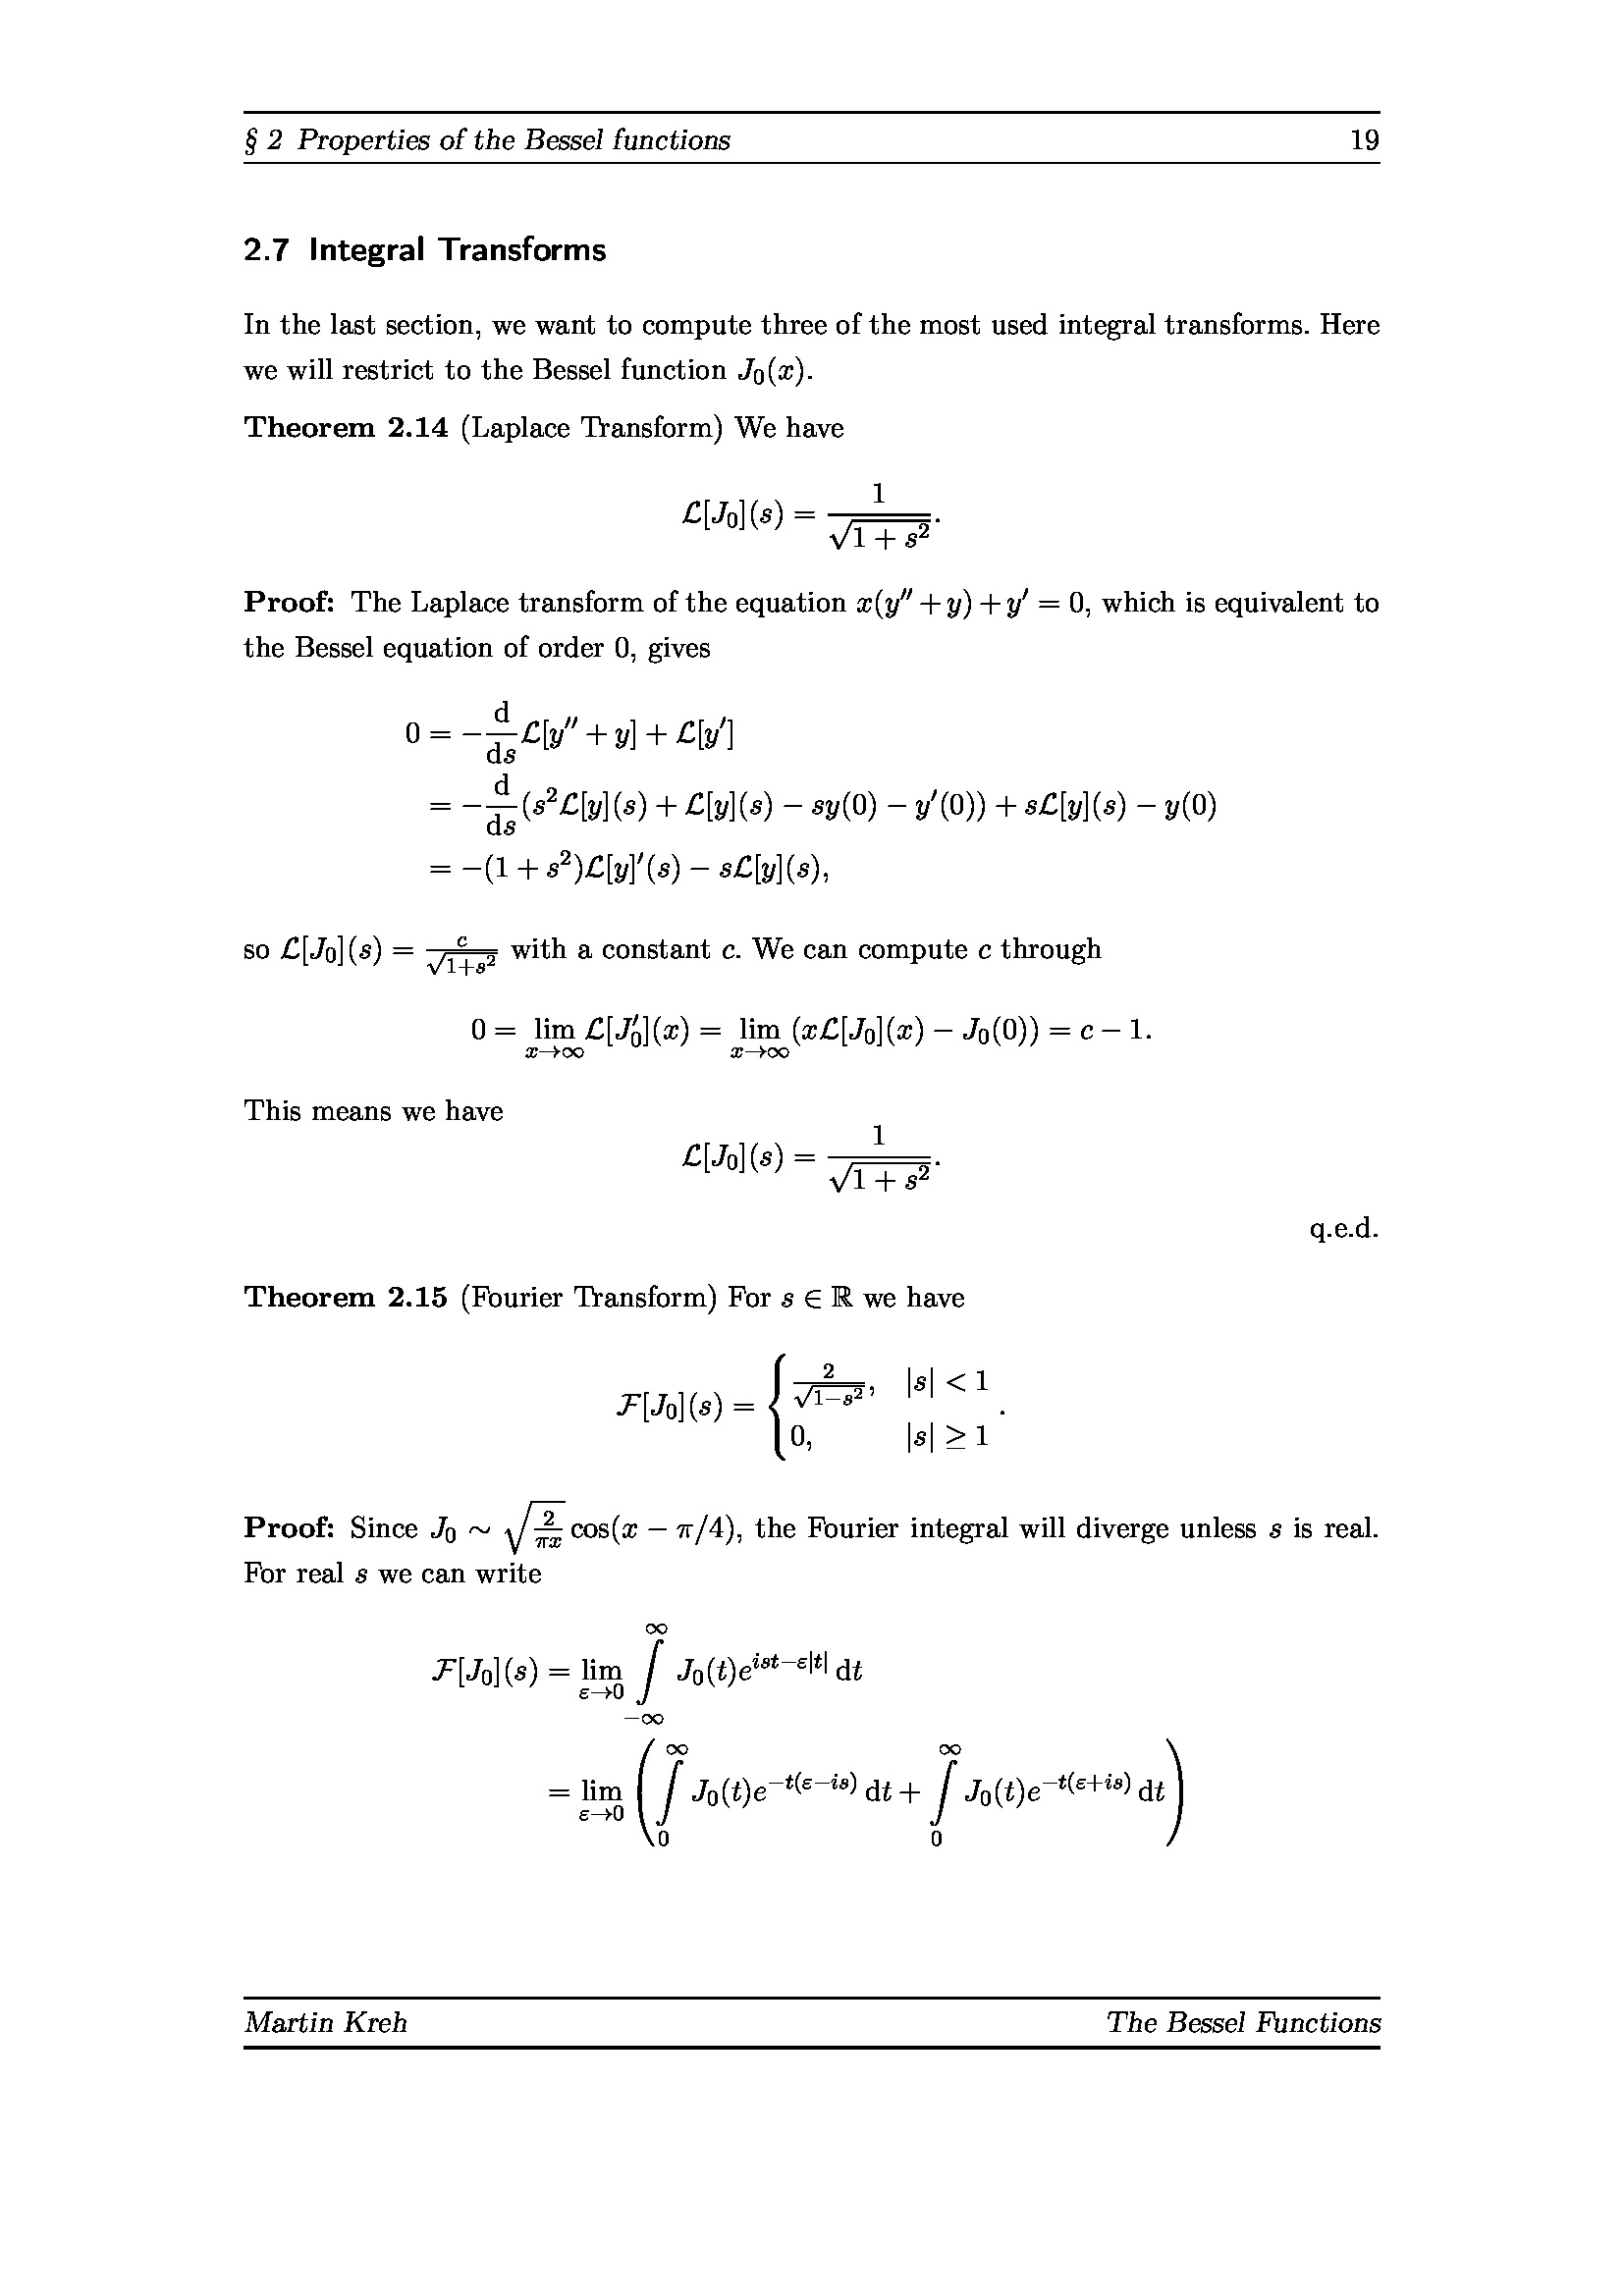 § 2 Properties of the Bessel functions 19
2.7 Integral Transforms
In the last section, we want to compute three of the most used integral transforms. Here
we will restrict to the Bessel function J₀(x).
Theorem 2.14 (Laplace Transform) We have
$\mathcal{L}[J_0](s) = \frac{1}{\sqrt{1+s^2}}.$
Proof: The Laplace transform of the equation x(y″ + y) + y′ = 0, which is equivalent to
the Bessel equation of order 0, gives
$0 = -\frac{\mathrm{d}}{\mathrm{d}s}\mathcal{L}[y'' + y] + \mathcal{L}[y']$
$= -\frac{\mathrm{d}}{\mathrm{d}s}(s^2\mathcal{L}[y](s) + \mathcal{L}[y](s) - sy(0) - y'(0)) + s\mathcal{L}[y](s) - y(0)$
$= -(1 + s^2)\mathcal{L}[y]'(s) - s\mathcal{L}[y](s),$
so $\mathcal{L}[J_0](s) = \frac{c}{\sqrt{1+s^2}}$ with a constant c. We can compute c through
$0 = \lim_{x\to\infty} \mathcal{L}[J_0'](x) = \lim_{x\to\infty} (x\mathcal{L}[J_0](x) - J_0(0)) = c - 1.$
This means we have
$\mathcal{L}[J_0](s) = \frac{1}{\sqrt{1+s^2}}.$
q.e.d.
Theorem 2.15 (Fourier Transform) For s ∈ ℝ we have
$\mathcal{F}[J_0](s) = \begin{cases} \frac{2}{\sqrt{1-s^2}}, & |s| < 1 \\ 0, & |s| \geq 1 \end{cases}.$
Proof: Since $J_0 \sim \sqrt{\frac{2}{\pi x}} \cos(x - \pi/4)$, the Fourier integral will diverge unless s is real.
For real s we can write
$\mathcal{F}[J_0](s) = \lim_{\varepsilon\to 0} \int_{-\infty}^{\infty} J_0(t)e^{ist-\varepsilon|t|} \,\mathrm{d}t$
$= \lim_{\varepsilon\to 0} \left( \int_0^{\infty} J_0(t)e^{-t(\varepsilon-is)} \,\mathrm{d}t + \int_0^{\infty} J_0(t)e^{-t(\varepsilon+is)} \,\mathrm{d}t \right)$
Martin Kreh The Bessel Functions